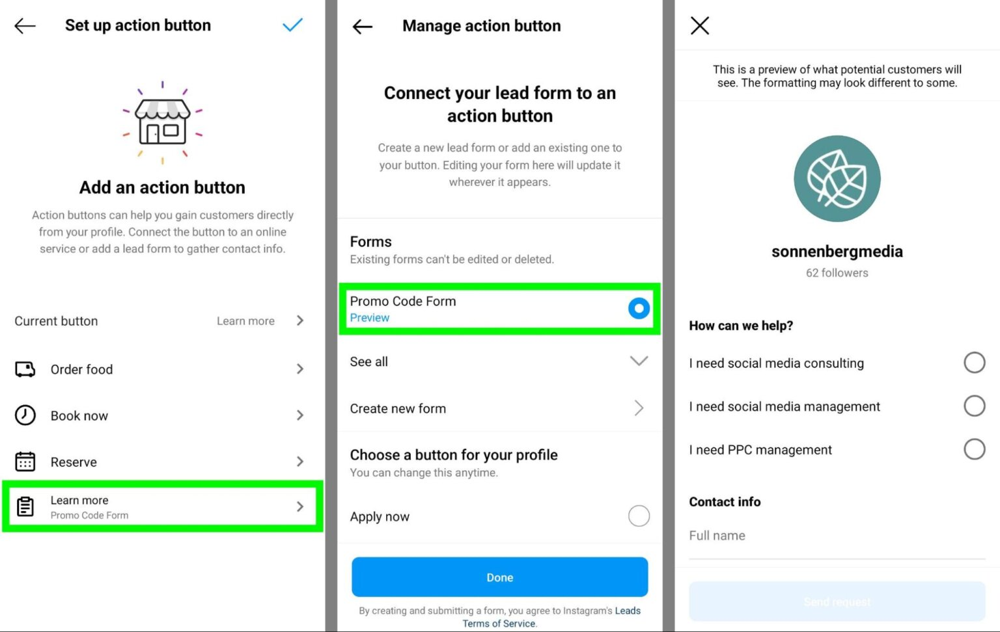 Set up action button
Add an action button
Action buttons can help you gain customers directly
from your profile. Connect the button to an online
service or add a lead form to gather contact info.
Current button Learn more
Order food
Book now
Reserve
Learn more
Promo Code Form
Manage action button
Connect your lead form to an
action button
Create a new lead form or add an existing one to
your button. Editing your form here will update it
wherever it appears.
Forms
Existing forms can't be edited or deleted.
Promo Code Form
Preview
See all
Create new form
Choose a button for your profile
You can change this anytime.
Apply now
Done
By creating and submitting a form, you agree to Instagram's Leads
Terms of Service.
This is a preview of what potential customers will
see. The formatting may look different to some.
sonnenbergmedia
62 followers
How can we help?
I need social media consulting
I need social media management
I need PPC management
Contact info
Full name
Send request